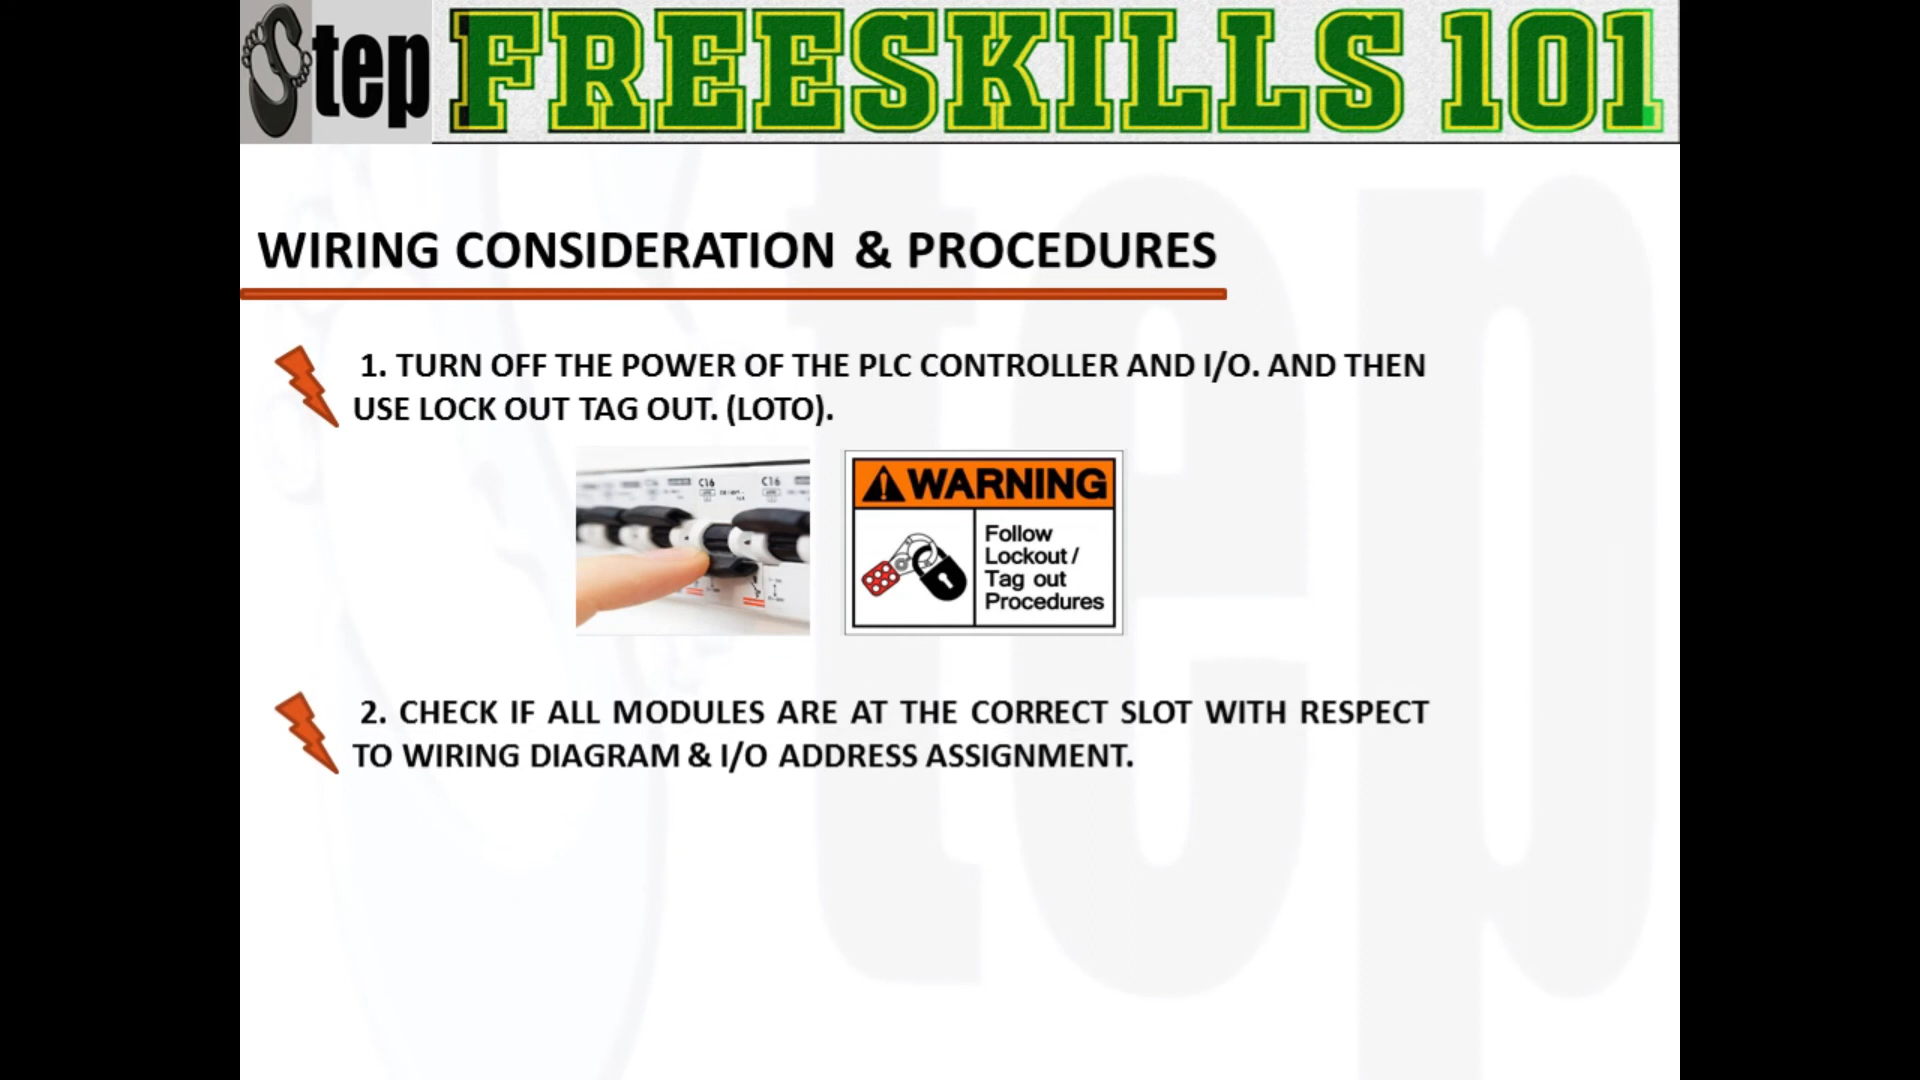 Step FREESKILLS 101
WIRING CONSIDERATION & PROCEDURES
1. TURN OFF THE POWER OF THE PLC CONTROLLER AND I/O. AND THEN
USE LOCK OUT TAG OUT. (LOTO).
C16 C16
WARNING
Follow
Lockout /
Tag out
Procedures
2. CHECK IF ALL MODULES ARE AT THE CORRECT SLOT WITH RESPECT
TO WIRING DIAGRAM & I/O ADDRESS ASSIGNMENT.